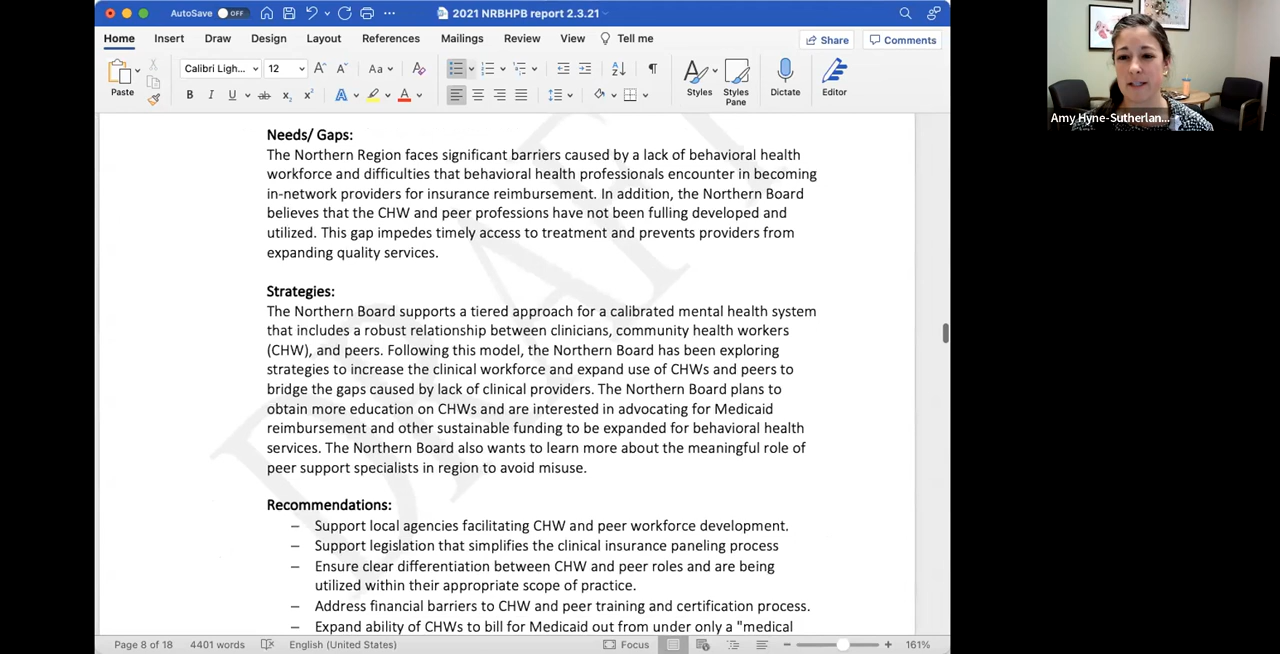 AutoSave OFF
2021 NRBHPB report 2.3.21
Home Insert Draw Design Layout References Mailings Review View Tell me Share Comments
Calibri Ligh... 12 Aa
Paste B I U ab x₂ x² A A Styles Styles Pane Dictate Editor
Amy Hyne-Sutherlan...
Needs/ Gaps:
The Northern Region faces significant barriers caused by a lack of behavioral health
workforce and difficulties that behavioral health professionals encounter in becoming
in-network providers for insurance reimbursement. In addition, the Northern Board
believes that the CHW and peer professions have not been fulling developed and
utilized. This gap impedes timely access to treatment and prevents providers from
expanding quality services.
Strategies:
The Northern Board supports a tiered approach for a calibrated mental health system
that includes a robust relationship between clinicians, community health workers
(CHW), and peers. Following this model, the Northern Board has been exploring
strategies to increase the clinical workforce and expand use of CHWs and peers to
bridge the gaps caused by lack of clinical providers. The Northern Board plans to
obtain more education on CHWs and are interested in advocating for Medicaid
reimbursement and other sustainable funding to be expanded for behavioral health
services. The Northern Board also wants to learn more about the meaningful role of
peer support specialists in region to avoid misuse.
Recommendations:
– Support local agencies facilitating CHW and peer workforce development.
– Support legislation that simplifies the clinical insurance paneling process
– Ensure clear differentiation between CHW and peer roles and are being
utilized within their appropriate scope of practice.
– Address financial barriers to CHW and peer training and certification process.
– Expand ability of CHWs to bill for Medicaid out from under only a "medical
DRAFT
Page 8 of 18 4401 words English (United States) Focus 161%